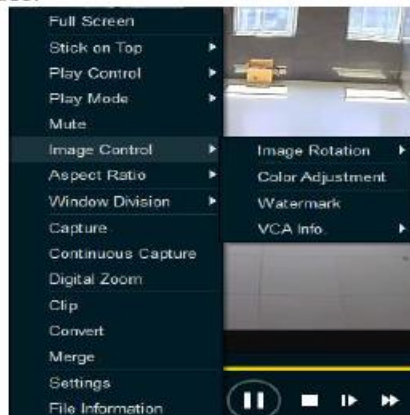 Full Screen
Stick on Top
Play Control
Play Mode
Mute
Image Control
Aspect Ratio
Window Division
Capture
Continuous Capture
Digital Zoom
Clip
Convert
Merge
Settings
File Information
Image Rotation
Color Adjustment
Watermark
VCA Info.